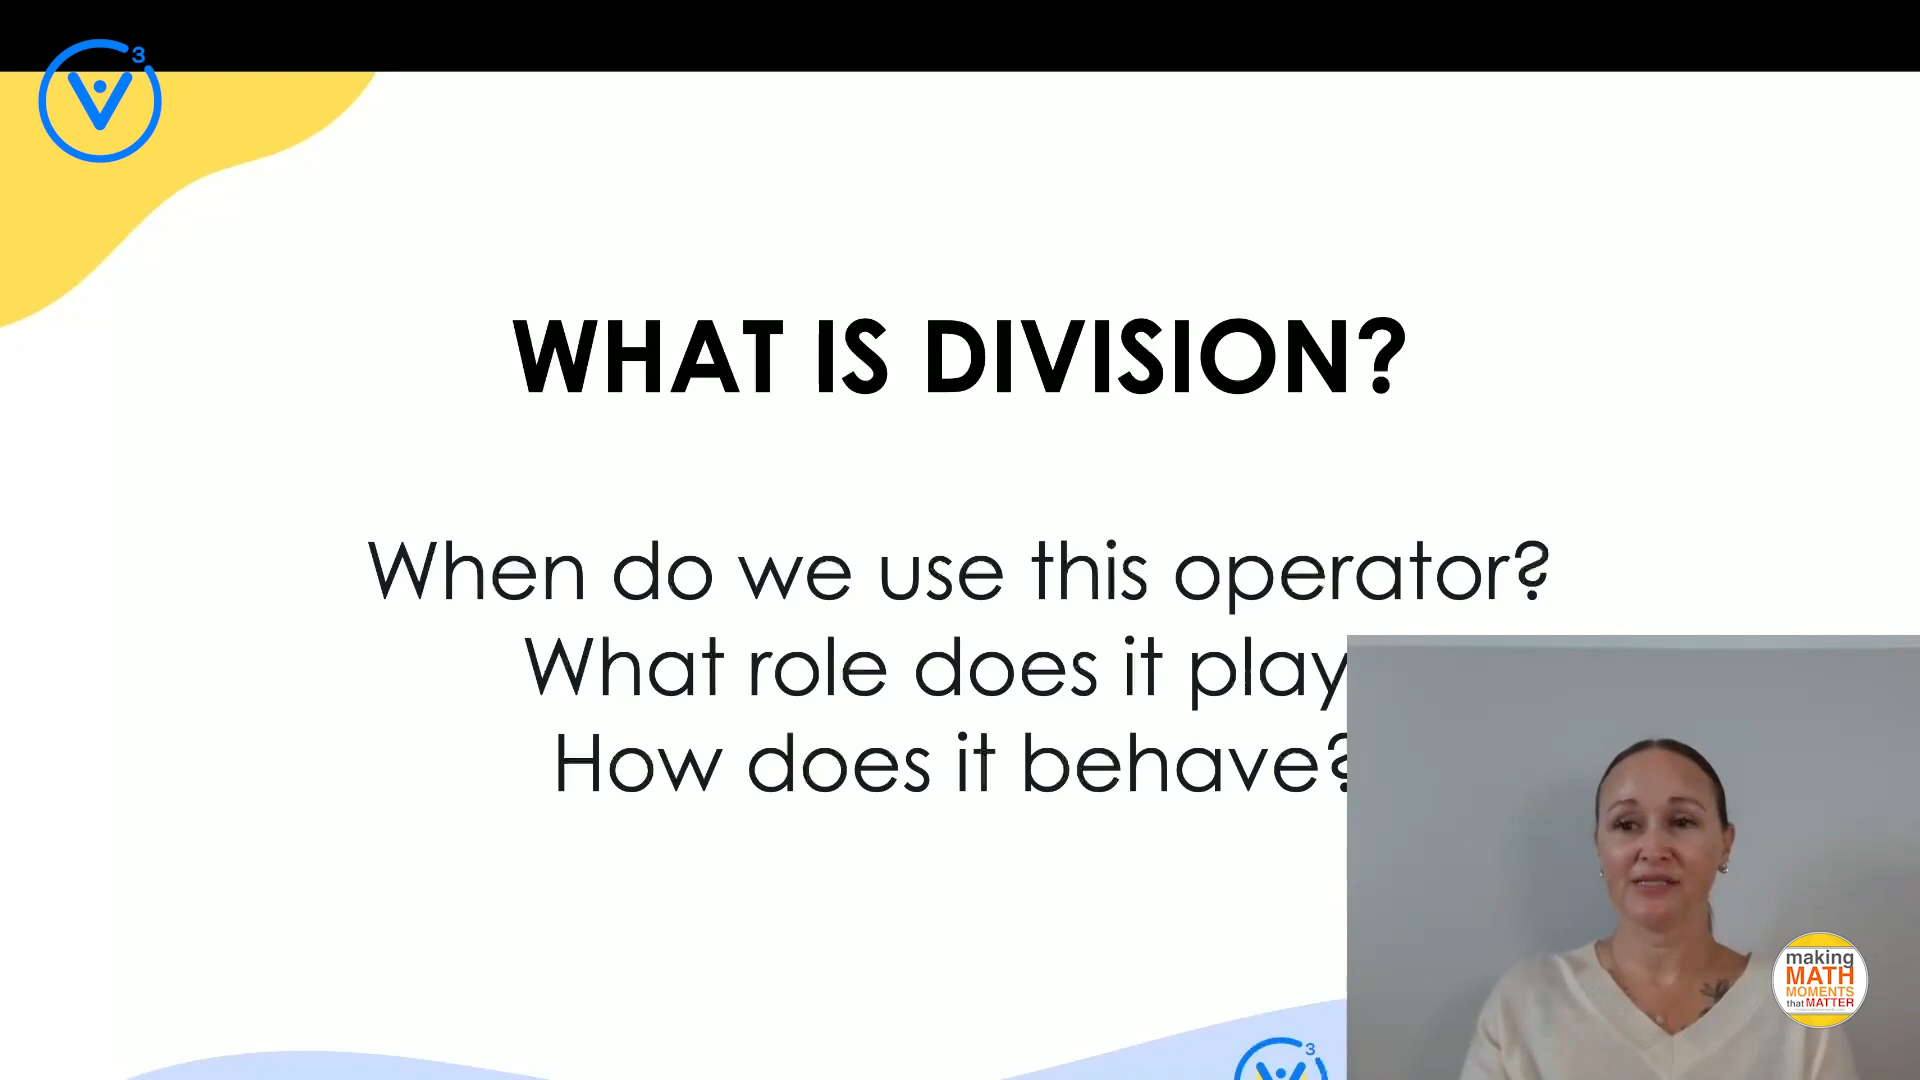 3
WHAT IS DIVISION?
When do we use this operator?
What role does it play
How does it behave?
making
MATH
MOMENTS
that MATTER
3